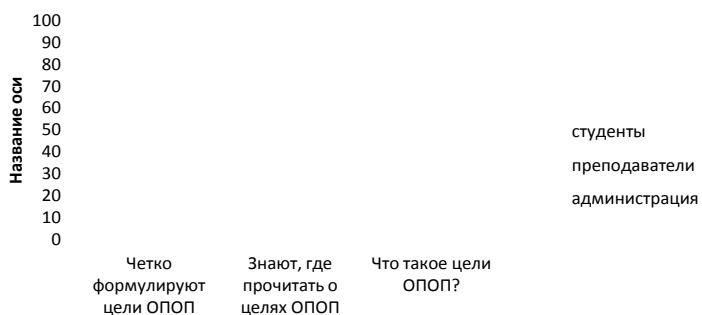 100
90
80
70
60
50
40
30
20
10
0
Название оси
студенты
преподаватели
администрация
Четко
формулируют
цели ОПОП
Знают, где
прочитать о
целях ОПОП
Что такое цели
ОПОП?